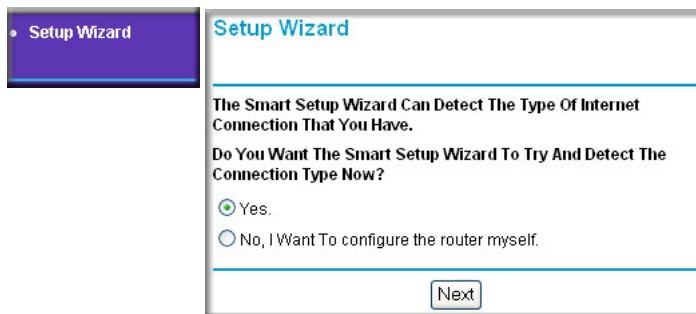 Setup Wizard
Setup Wizard
The Smart Setup Wizard Can Detect The Type Of Internet
Connection That You Have.
Do You Want The Smart Setup Wizard To Try And Detect The
Connection Type Now?
Yes.
No, I Want To configure the router myself.
Next